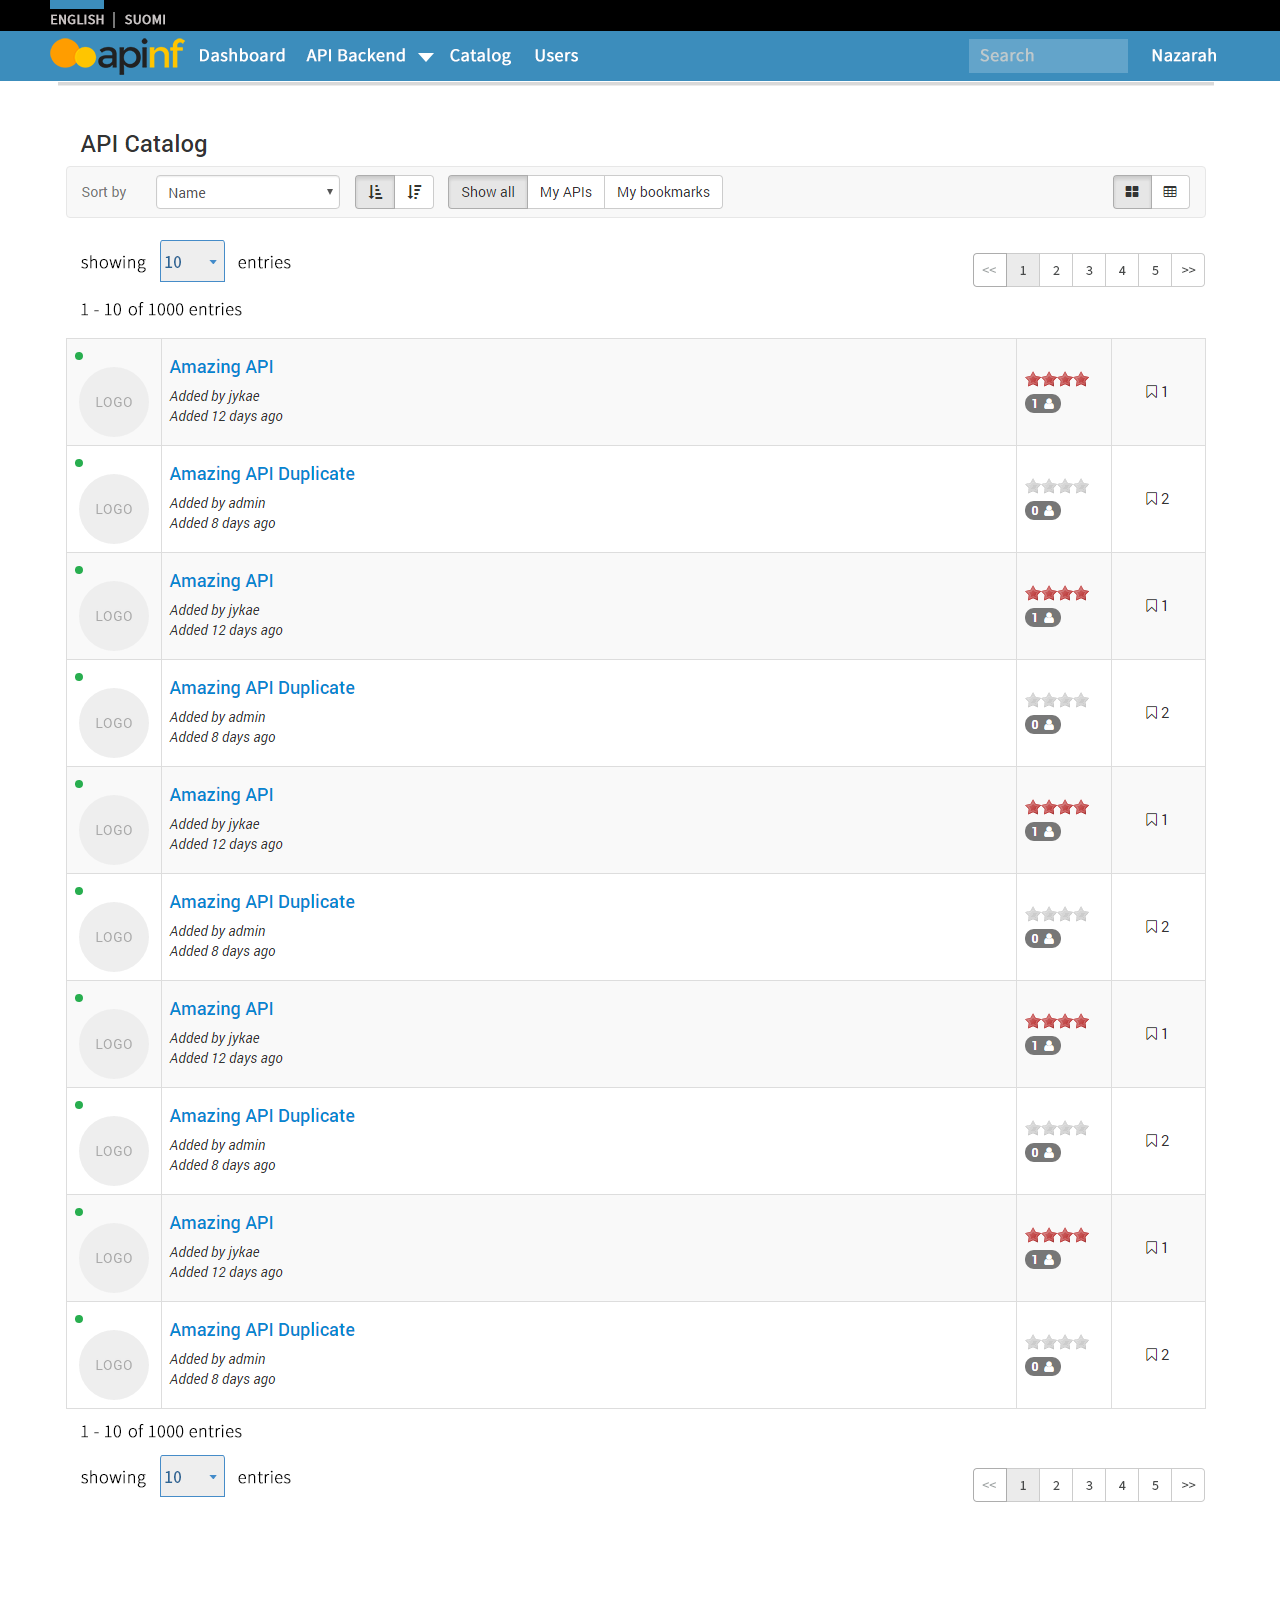 ENGLISH | SUOMI
apinf Dashboard API Backend Catalog Users Search Nazarah
API Catalog
Sort by Name Show all My APIs My bookmarks
showing 10 entries << 1 2 3 4 5 >>
1 - 10 of 1000 entries
Amazing API
LOGO Added by jykae 1 1
Added 12 days ago
Amazing API Duplicate
LOGO Added by admin 0 2
Added 8 days ago
Amazing API
LOGO Added by jykae 1 1
Added 12 days ago
Amazing API Duplicate
LOGO Added by admin 0 2
Added 8 days ago
Amazing API
LOGO Added by jykae 1 1
Added 12 days ago
Amazing API Duplicate
LOGO Added by admin 0 2
Added 8 days ago
Amazing API
LOGO Added by jykae 1 1
Added 12 days ago
Amazing API Duplicate
LOGO Added by admin 0 2
Added 8 days ago
Amazing API
LOGO Added by jykae 1 1
Added 12 days ago
Amazing API Duplicate
LOGO Added by admin 0 2
Added 8 days ago
1 - 10 of 1000 entries
showing 10 entries << 1 2 3 4 5 >>